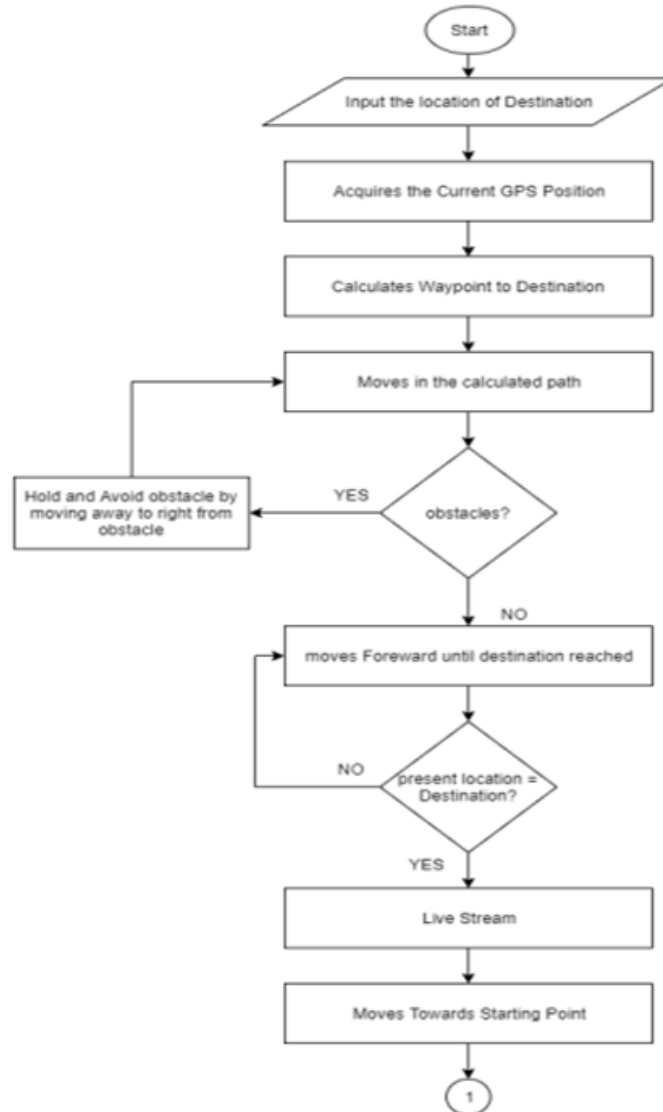 Start
Input the location of Destination
Acquires the Current GPS Position
Calculates Waypoint to Destination
Moves in the calculated path
Hold and Avoid obstacle by
moving away to right from
obstacle
YES
obstacles?
NO
moves Foreward until destination reached
NO
present location =
Destination?
YES
Live Stream
Moves Towards Starting Point
1